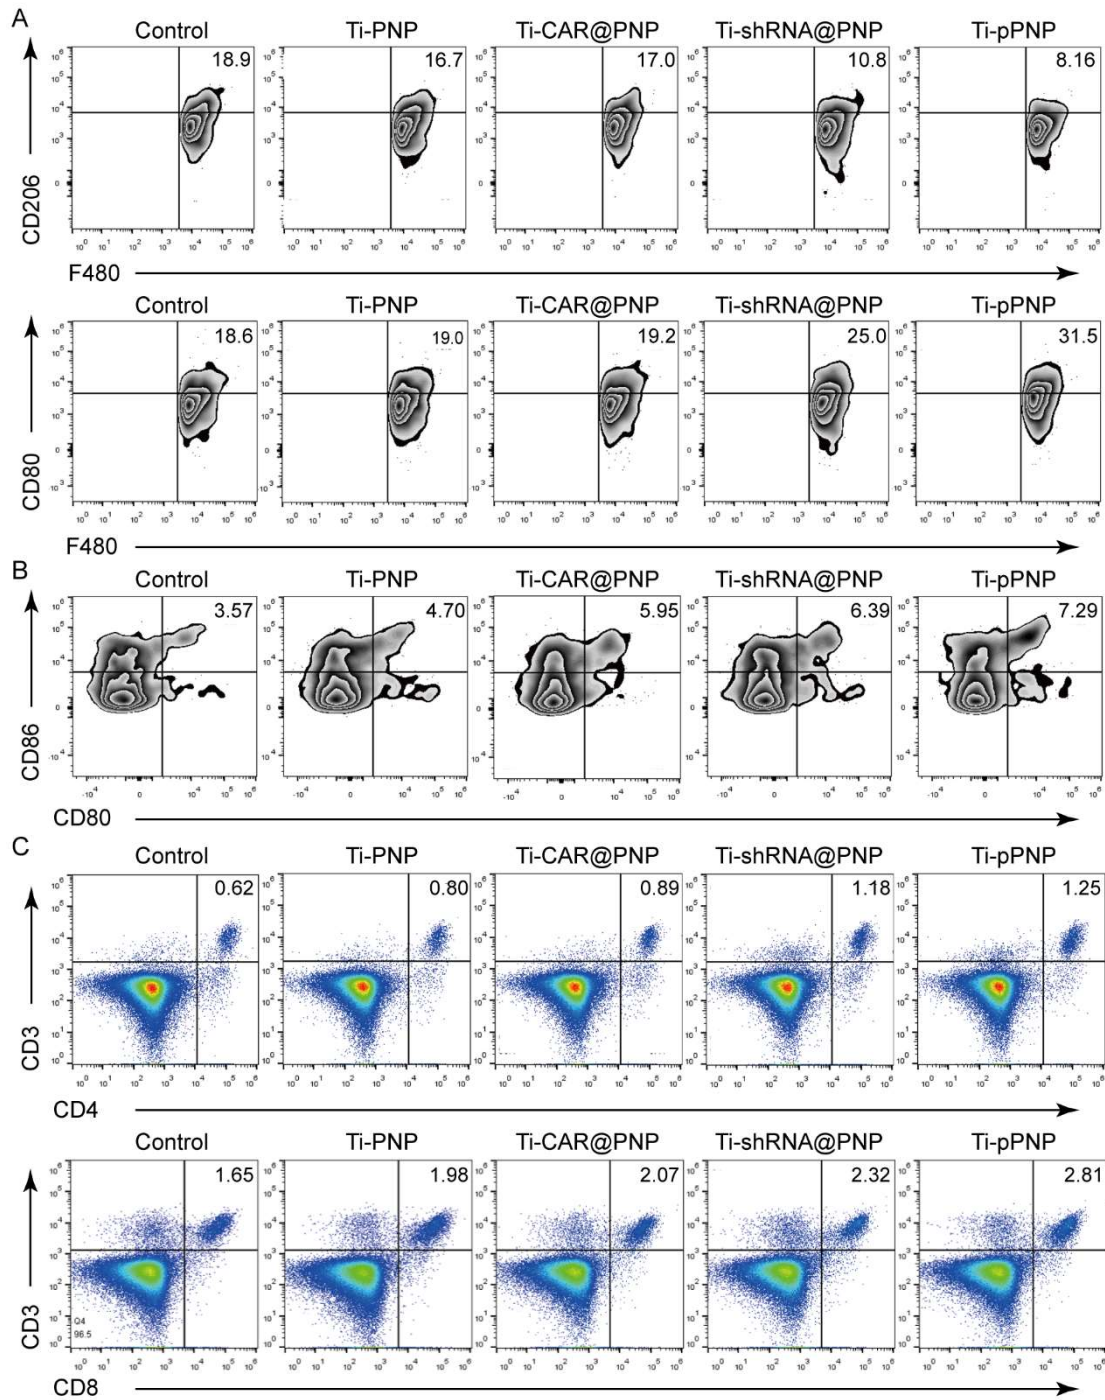 A
Control Ti-PNP Ti-CAR@PNP Ti-shRNA@PNP Ti-pPNP
18.9 16.7 17.0 10.8 8.16
CD206
F480
Control Ti-PNP Ti-CAR@PNP Ti-shRNA@PNP Ti-pPNP
18.6 19.0 19.2 25.0 31.5
CD80
F480
B
Control Ti-PNP Ti-CAR@PNP Ti-shRNA@PNP Ti-pPNP
3.57 4.70 5.95 6.39 7.29
CD86
CD80
C
Control Ti-PNP Ti-CAR@PNP Ti-shRNA@PNP Ti-pPNP
0.62 0.80 0.89 1.18 1.25
CD3
CD4
Control Ti-PNP Ti-CAR@PNP Ti-shRNA@PNP Ti-pPNP
1.65 1.98 2.07 2.32 2.81
CD3
Q4
96.5
CD8